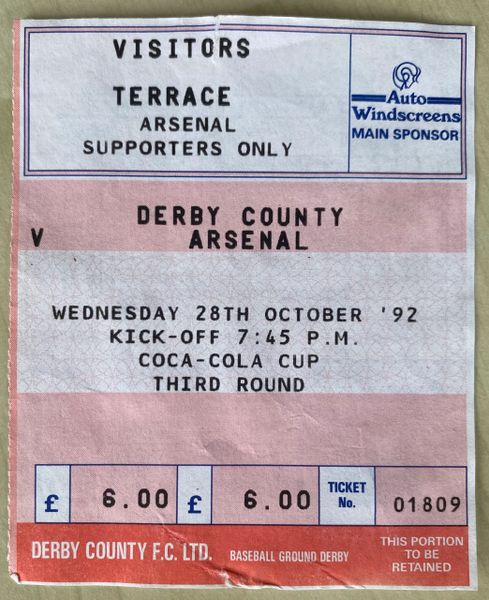 VISITORS
TERRACE
ARSENAL
SUPPORTERS ONLY
Auto
Windscreens
MAIN SPONSOR
DERBY COUNTY
V ARSENAL
WEDNESDAY 28TH OCTOBER '92
KICK-OFF 7:45 P.M.
COCA-COLA CUP
THIRD ROUND
£ 6.00 £ 6.00
TICKET
No.
01809
DERBY COUNTY F.C. LTD. BASEBALL GROUND DERBY
THIS PORTION
TO BE
RETAINED